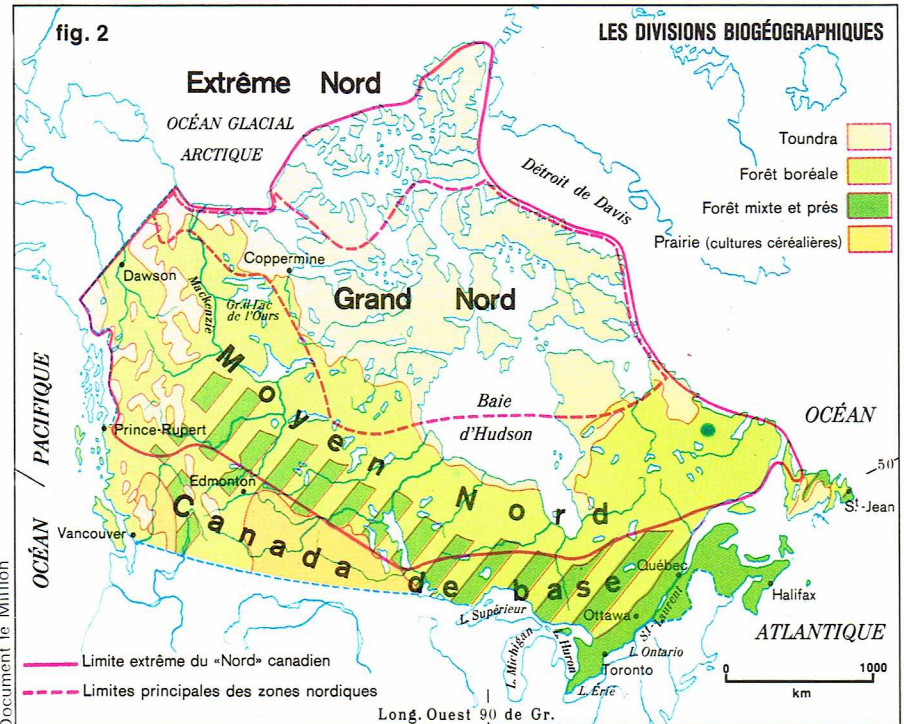 fig. 2
LES DIVISIONS BIOGÉOGRAPHIQUES
Extrême Nord
OCÉAN GLACIAL
ARCTIQUE
Détroit de Davis
Toundra
Forêt boréale
Forêt mixte et prés
Prairie (cultures céréalières)
Dawson
Mackenzie
Coppermine
Gr.d Lac
de l'Ours
Grand Nord
Moyen Nord
Baie
d'Hudson
OCÉAN PACIFIQUE
Prince-Rupert
Edmonton
Vancouver
Canada de base
OCÉAN
ATLANTIQUE
50
St-Jean
Québec
Halifax
Ottawa
St-Laurent
L. Supérieur
L. Michigan
L. Huron
L. Ontario
Toronto
L. Érié
0 1000
km
Limite extrême du «Nord» canadien
Limites principales des zones nordiques
Long. Ouest 90 de Gr.
Document le Million